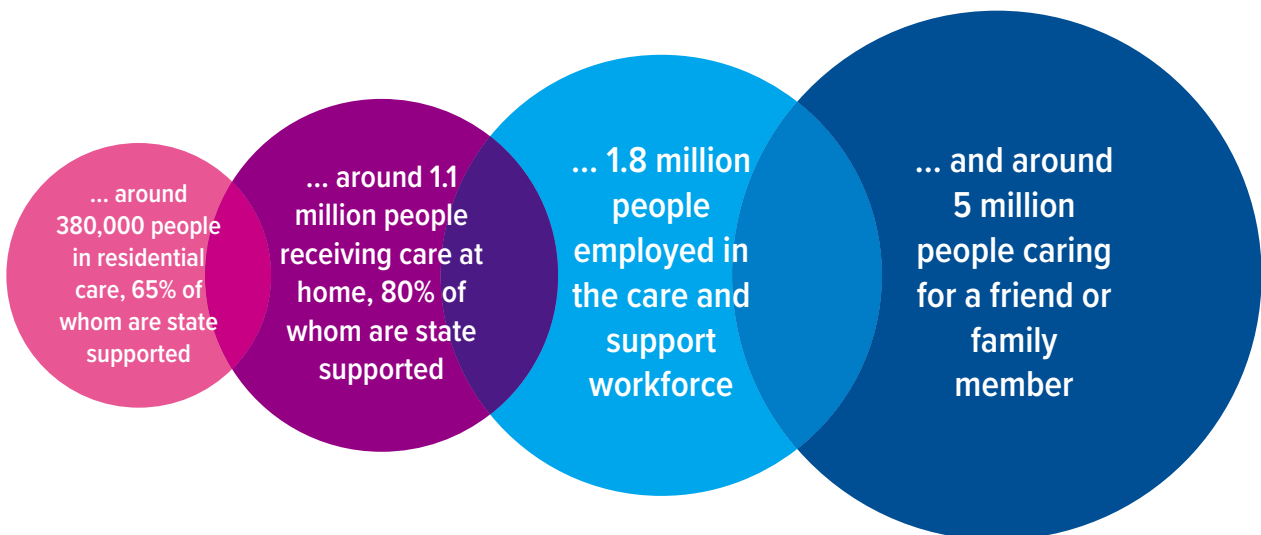 ... around
380,000 people
in residential
care, 65% of
whom are state
supported
... around 1.1
million people
receiving care at
home, 80% of
whom are state
supported
... 1.8 million
people
employed in
the care and
support
workforce
... and around
5 million
people caring
for a friend or
family
member